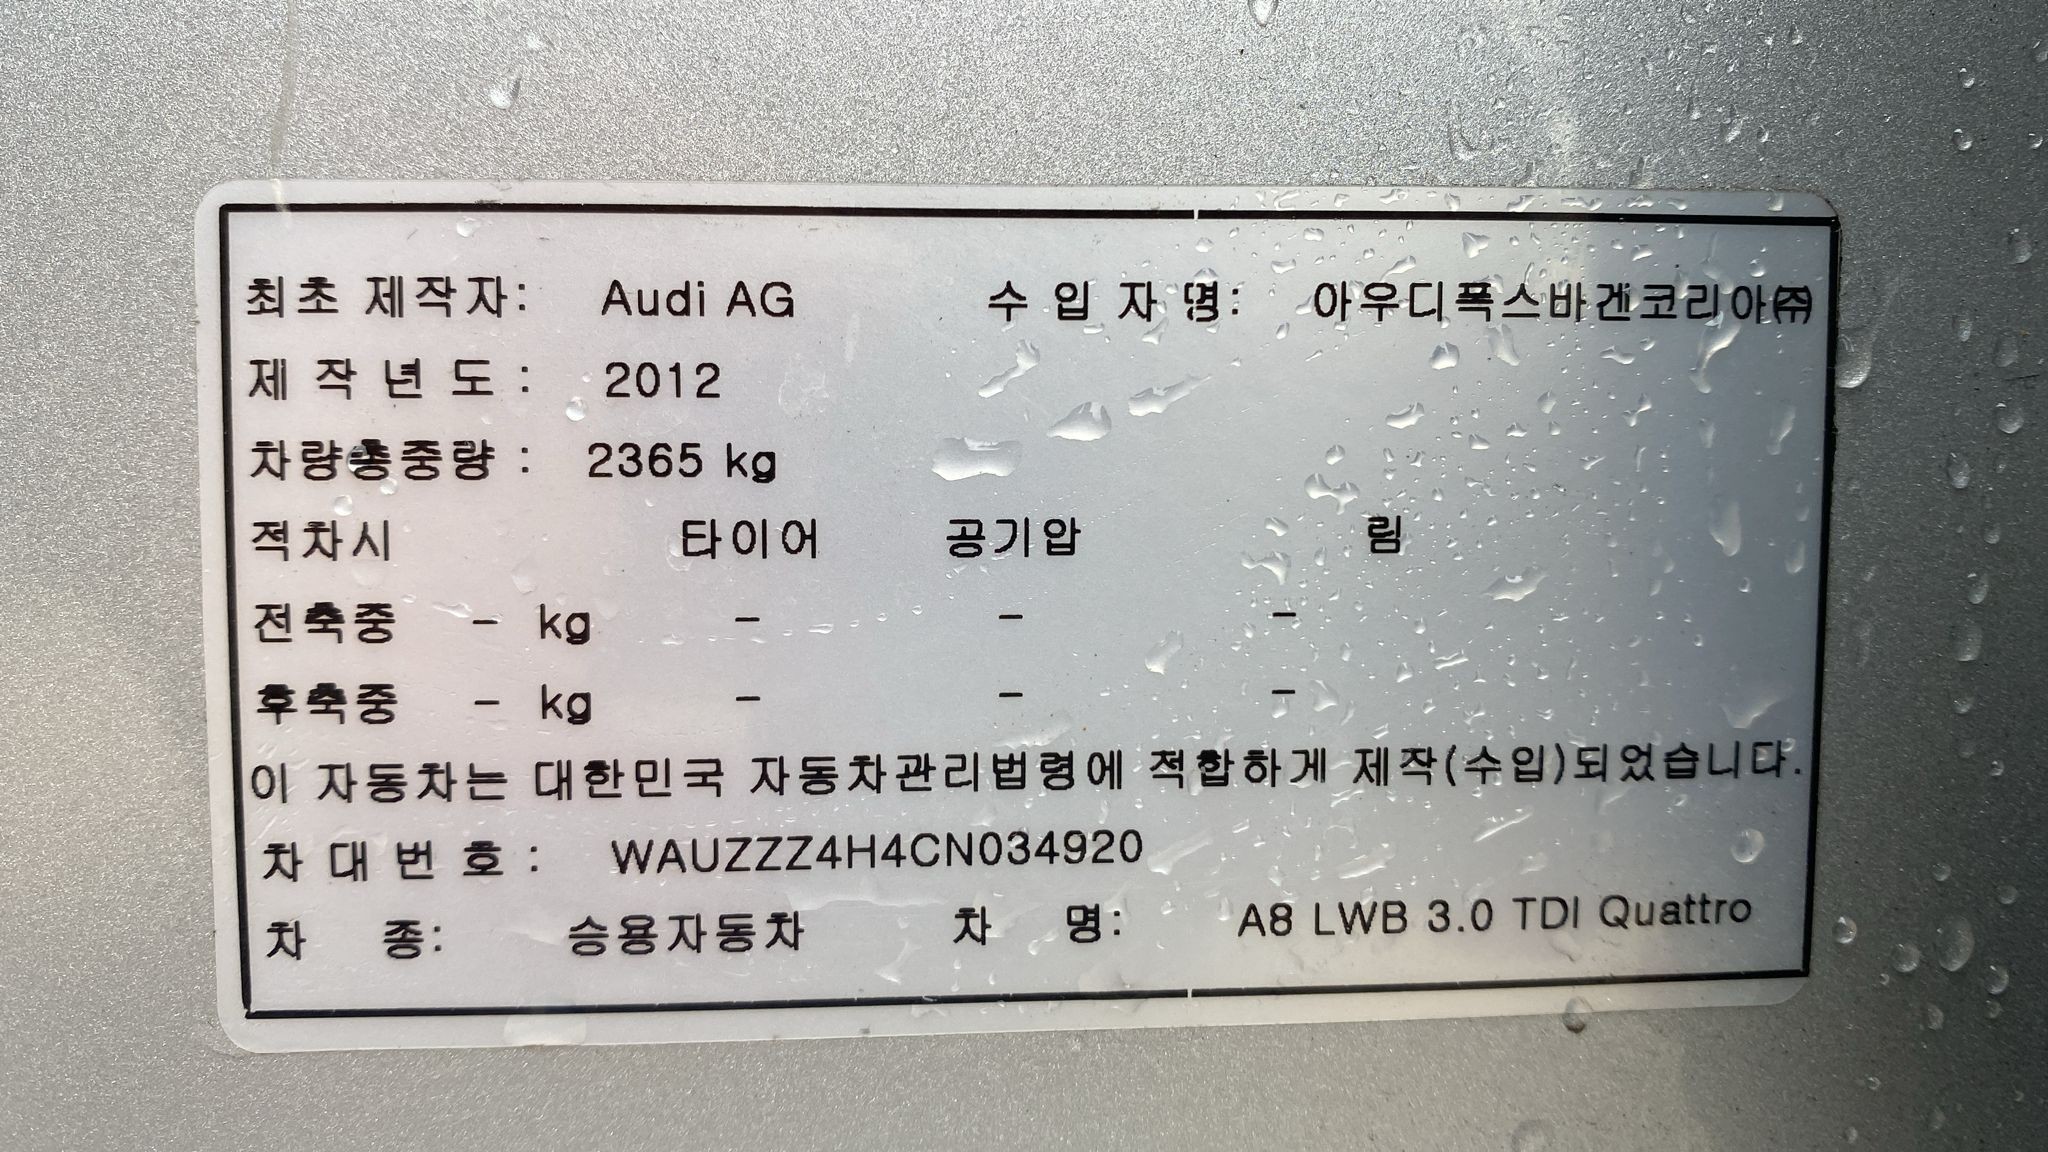 최초 제작자: Audi AG 수 입 자 명: 아우디폭스바겐코리아㈜
제 작 년 도 : 2012
차량총중량 : 2365 kg
적차시 타이어 공기압 림
전축중 - kg - - -
후축중 - kg - - -
이 자동차는 대한민국 자동차관리법령에 적합하게 제작(수입)되었습니다.
차 대 번 호 : WAUZZZ4H4CN034920
차 종: 승용자동차 차 명: A8 LWB 3.0 TDI Quattro